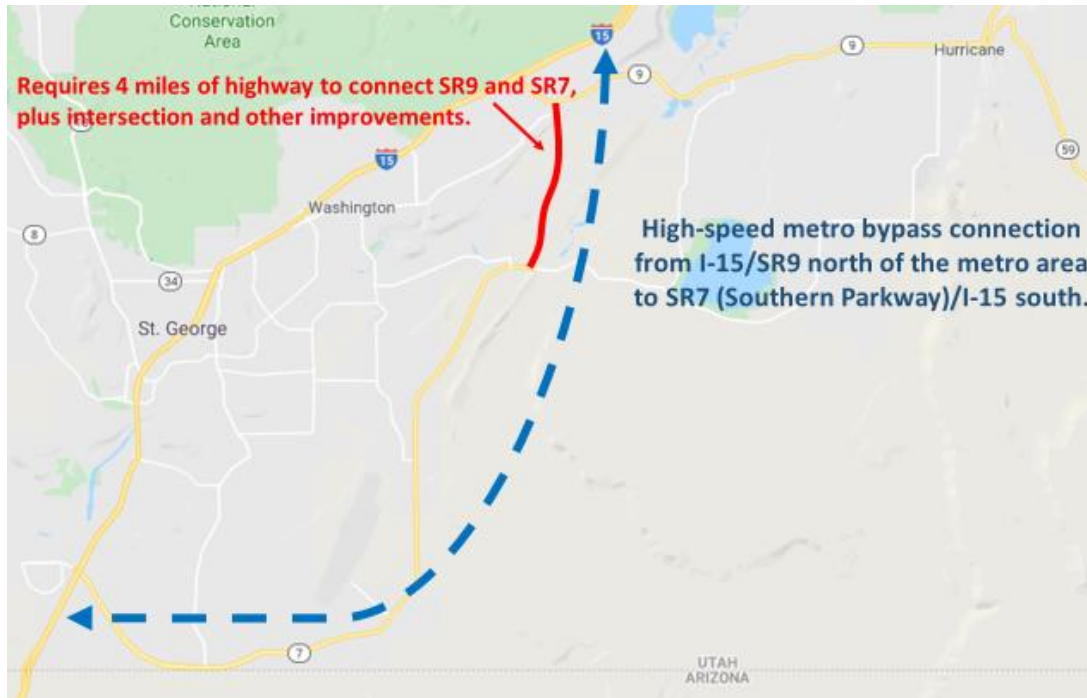 National
Conservation
Area
15
9
9
Hurricane
Requires 4 miles of highway to connect SR9 and SR7,
plus intersection and other improvements.
15
59
Washington
8
High-speed metro bypass connection
from I-15/SR9 north of the metro area
to SR7 (Southern Parkway)/I-15 south.
34
St. George
7
UTAH
ARIZONA